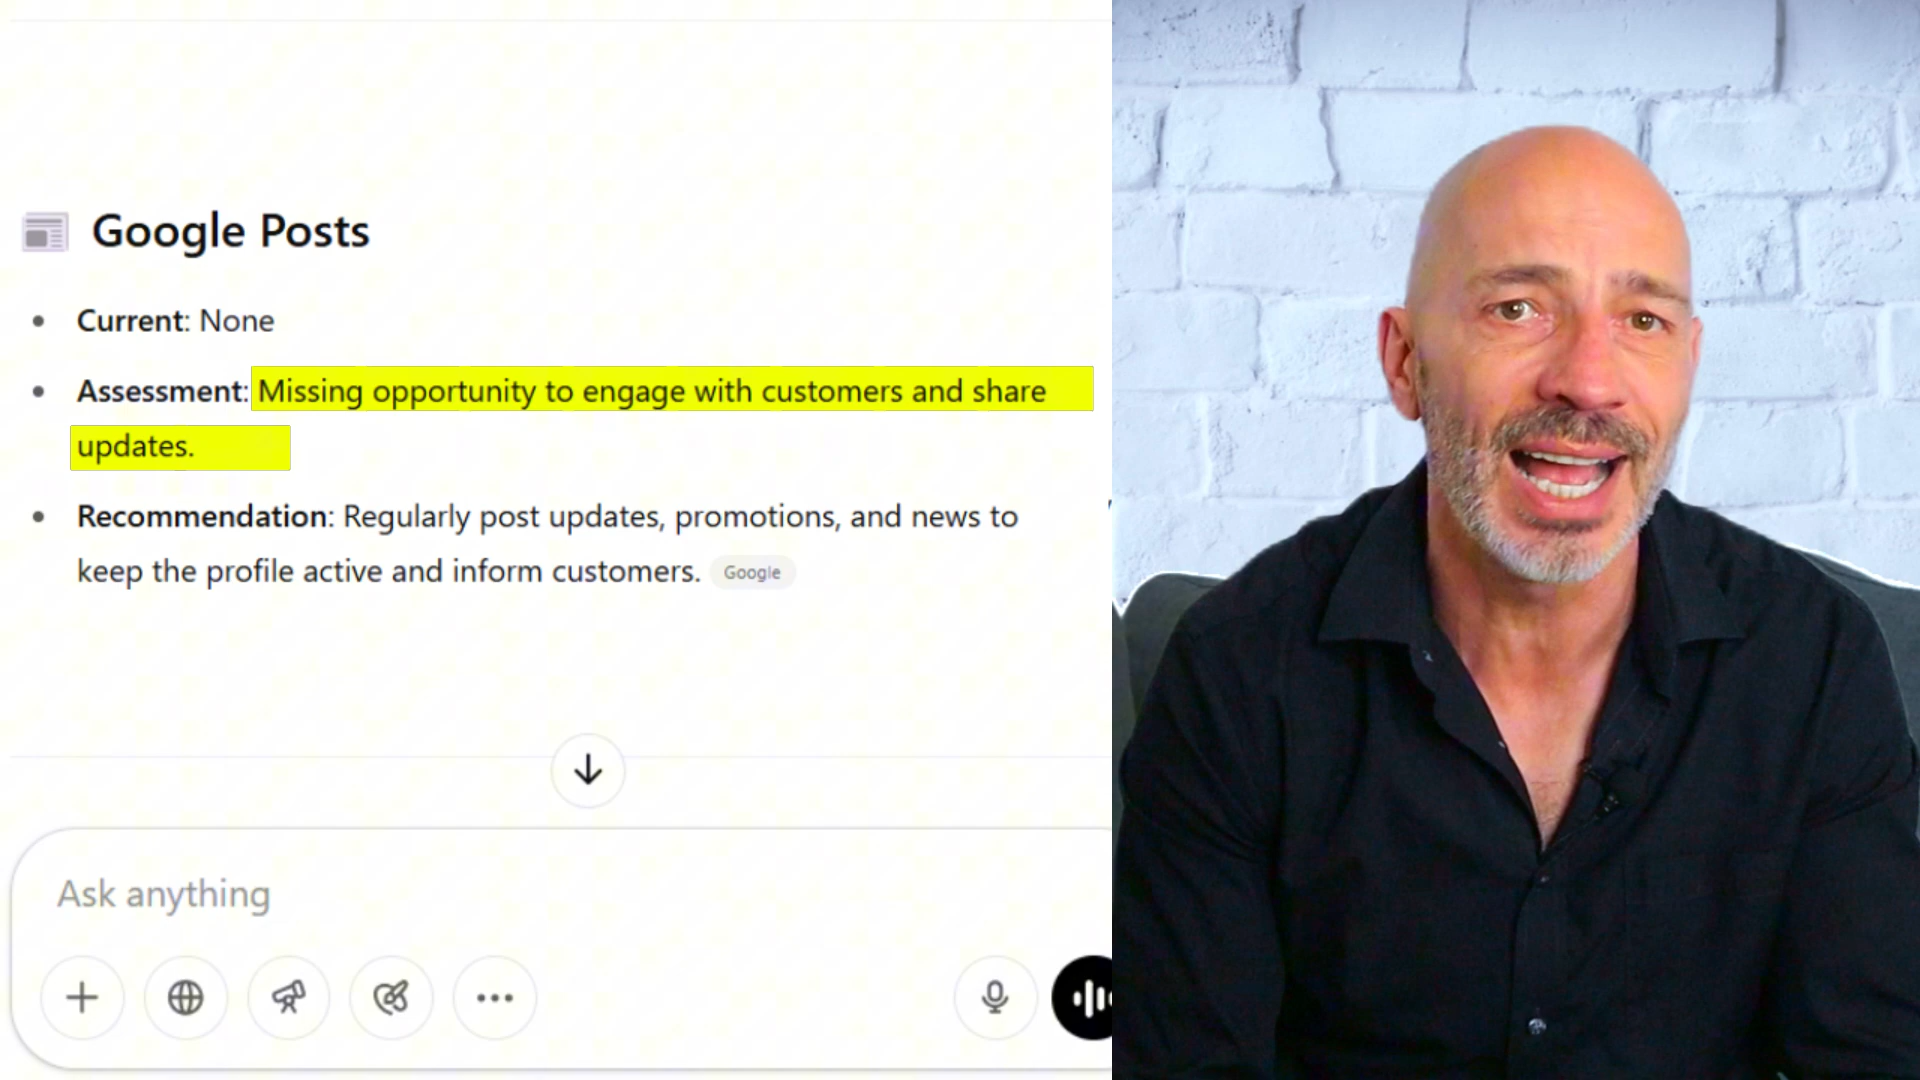 Google Posts
Current: None
Assessment: Missing opportunity to engage with customers and share
updates.
Recommendation: Regularly post updates, promotions, and news to
keep the profile active and inform customers. Google
Ask anything